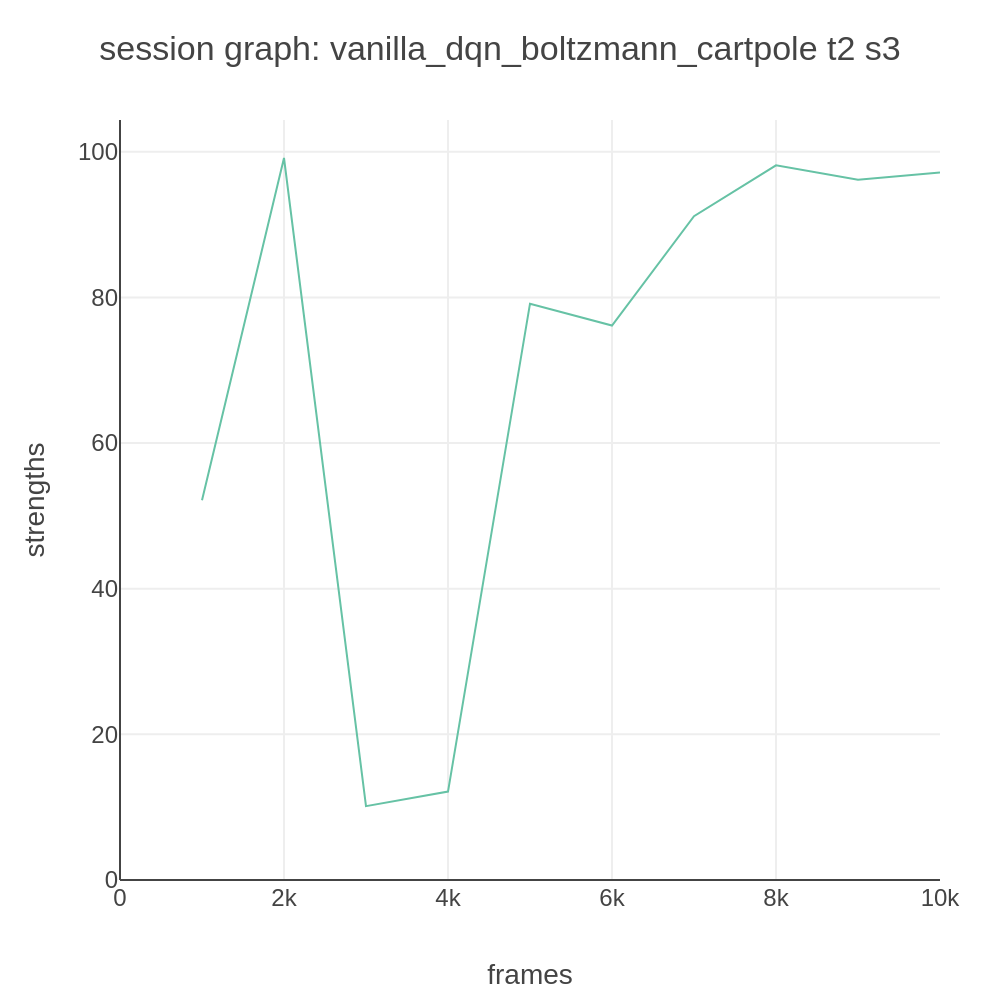 session graph: vanilla_dqn_boltzmann_cartpole t2 s3
100
80
60
40
20
0
strengths
0 2k 4k 6k 8k 10k
frames